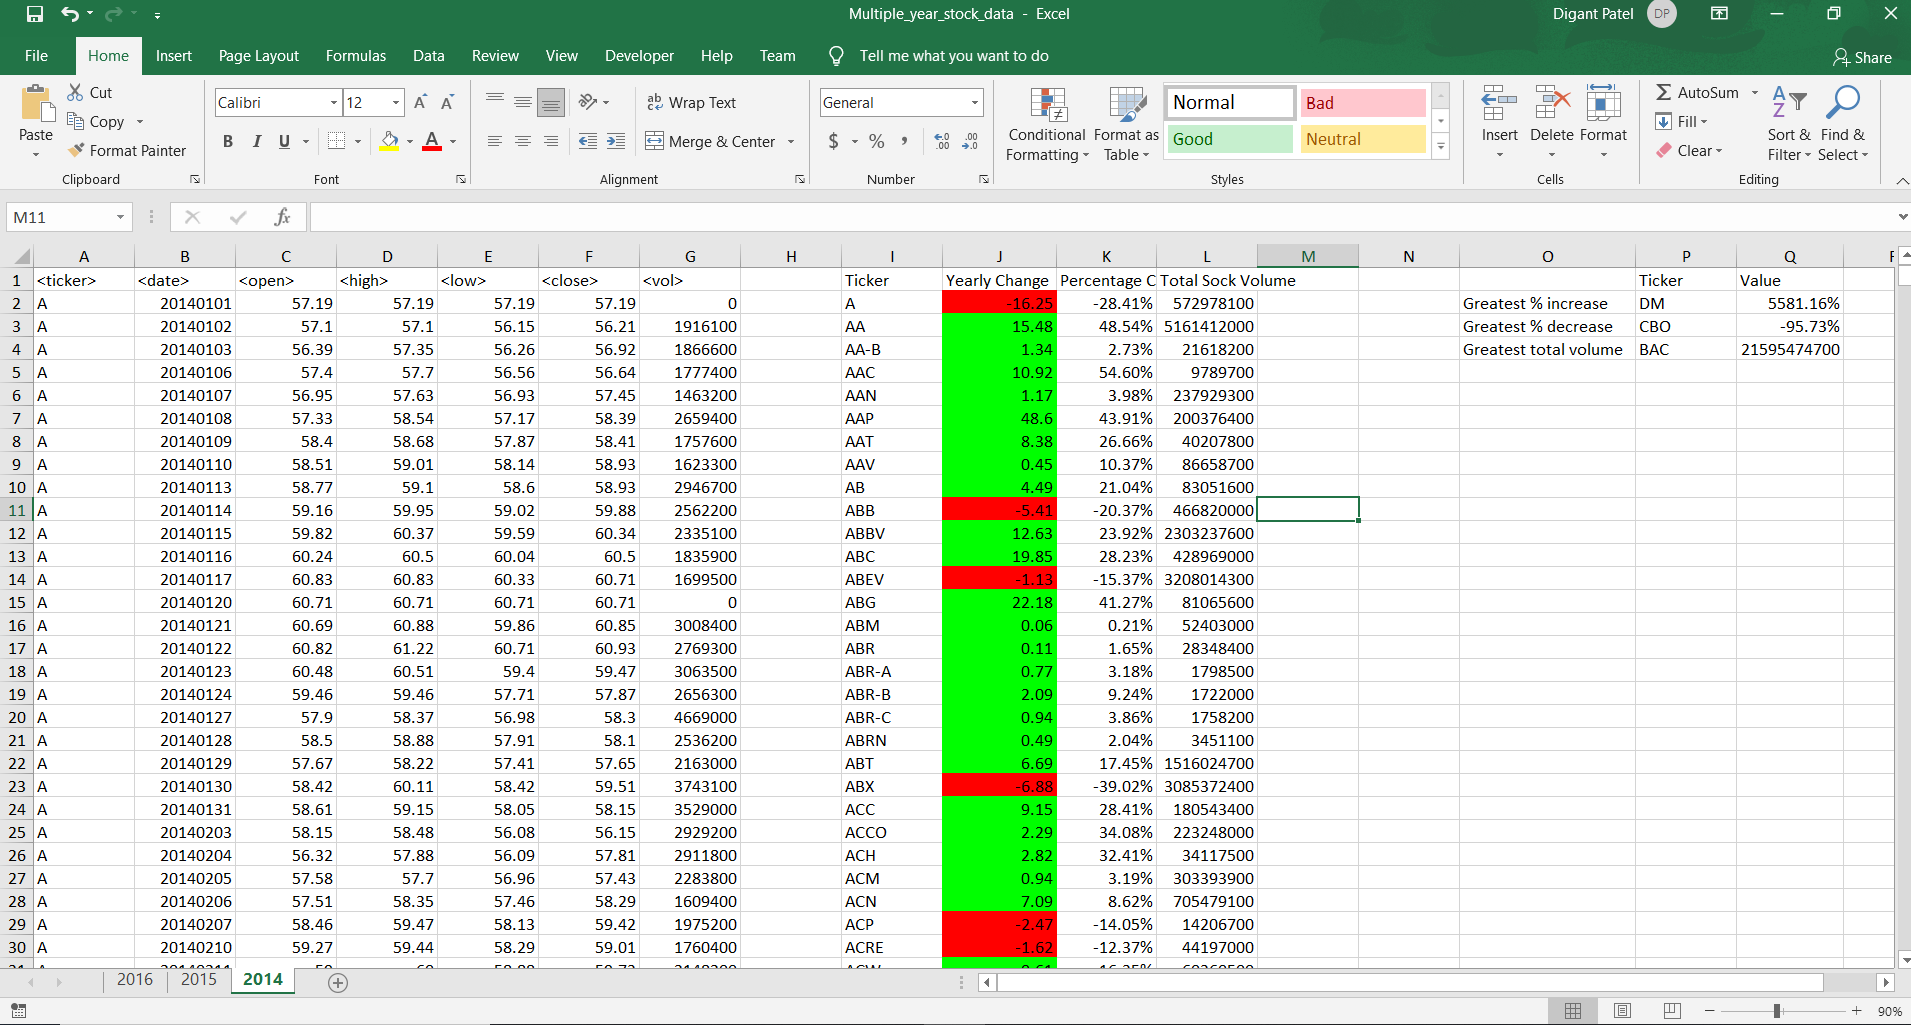 Multiple_year_stock_data - Excel Digant Patel DP
File Home Insert Page Layout Formulas Data Review View Developer Help Team Tell me what you want to do Share
Paste Cut Copy Format Painter Clipboard
Calibri 12 A A B I U A Font
ab Wrap Text Merge & Center Alignment
General $ % , Number
Conditional Formatting Format as Table Normal Bad Good Neutral Styles
Insert Delete Format Cells
AutoSum Fill Clear Sort & Filter Find & Select Editing
M11 fx
A B C D E F G H I J K L M N O P Q
1 <ticker> <date> <open> <high> <low> <close> <vol> Ticker Yearly Change Percentage C Total Sock Volume Ticker Value
2 A 20140101 57.19 57.19 57.19 57.19 0 A -16.25 -28.41% 572978100 Greatest % increase DM 5581.16%
3 A 20140102 57.1 57.1 56.15 56.21 1916100 AA 15.48 48.54% 5161412000 Greatest % decrease CBO -95.73%
4 A 20140103 56.39 57.35 56.26 56.92 1866600 AA-B 1.34 2.73% 21618200 Greatest total volume BAC 21595474700
5 A 20140106 57.4 57.7 56.56 56.64 1777400 AAC 10.92 54.60% 9789700
6 A 20140107 56.95 57.63 56.93 57.45 1463200 AAN 1.17 3.98% 237929300
7 A 20140108 57.33 58.54 57.17 58.39 2659400 AAP 48.6 43.91% 200376400
8 A 20140109 58.4 58.68 57.87 58.41 1757600 AAT 8.38 26.66% 40207800
9 A 20140110 58.51 59.01 58.14 58.93 1623300 AAV 0.45 10.37% 86658700
10 A 20140113 58.77 59.1 58.6 58.93 2946700 AB 4.49 21.04% 83051600
11 A 20140114 59.16 59.95 59.02 59.88 2562200 ABB -5.41 -20.37% 466820000
12 A 20140115 59.82 60.37 59.59 60.34 2335100 ABBV 12.63 23.92% 2303237600
13 A 20140116 60.24 60.5 60.04 60.5 1835900 ABC 19.85 28.23% 428969000
14 A 20140117 60.83 60.83 60.33 60.71 1699500 ABEV -1.13 -15.37% 3208014300
15 A 20140120 60.71 60.71 60.71 60.71 0 ABG 22.18 41.27% 81065600
16 A 20140121 60.69 60.88 59.86 60.85 3008400 ABM 0.06 0.21% 52403000
17 A 20140122 60.82 61.22 60.71 60.93 2769300 ABR 0.11 1.65% 28348400
18 A 20140123 60.48 60.51 59.4 59.47 3063500 ABR-A 0.77 3.18% 1798500
19 A 20140124 59.46 59.46 57.71 57.87 2656300 ABR-B 2.09 9.24% 1722000
20 A 20140127 57.9 58.37 56.98 58.3 4669000 ABR-C 0.94 3.86% 1758200
21 A 20140128 58.5 58.88 57.91 58.1 2536200 ABRN 0.49 2.04% 3451100
22 A 20140129 57.67 58.22 57.41 57.65 2163000 ABT 6.69 17.45% 1516024700
23 A 20140130 58.42 60.11 58.42 59.51 3743100 ABX -6.88 -39.02% 3085372400
24 A 20140131 58.61 59.15 58.05 58.15 3529000 ACC 9.15 28.41% 180543400
25 A 20140203 58.15 58.48 56.08 56.15 2929200 ACCO 2.29 34.08% 223248000
26 A 20140204 56.32 57.88 56.09 57.81 2911800 ACH 2.82 32.41% 34117500
27 A 20140205 57.58 57.7 56.96 57.43 2283800 ACM 0.94 3.19% 303393900
28 A 20140206 57.51 58.35 57.46 58.29 1609400 ACN 7.09 8.62% 705479100
29 A 20140207 58.46 59.47 58.13 59.42 1975200 ACP -2.47 -14.05% 14206700
30 A 20140210 59.27 59.44 58.29 59.01 1760400 ACRE -1.62 -12.37% 44197000
2016 2015 2014
90%